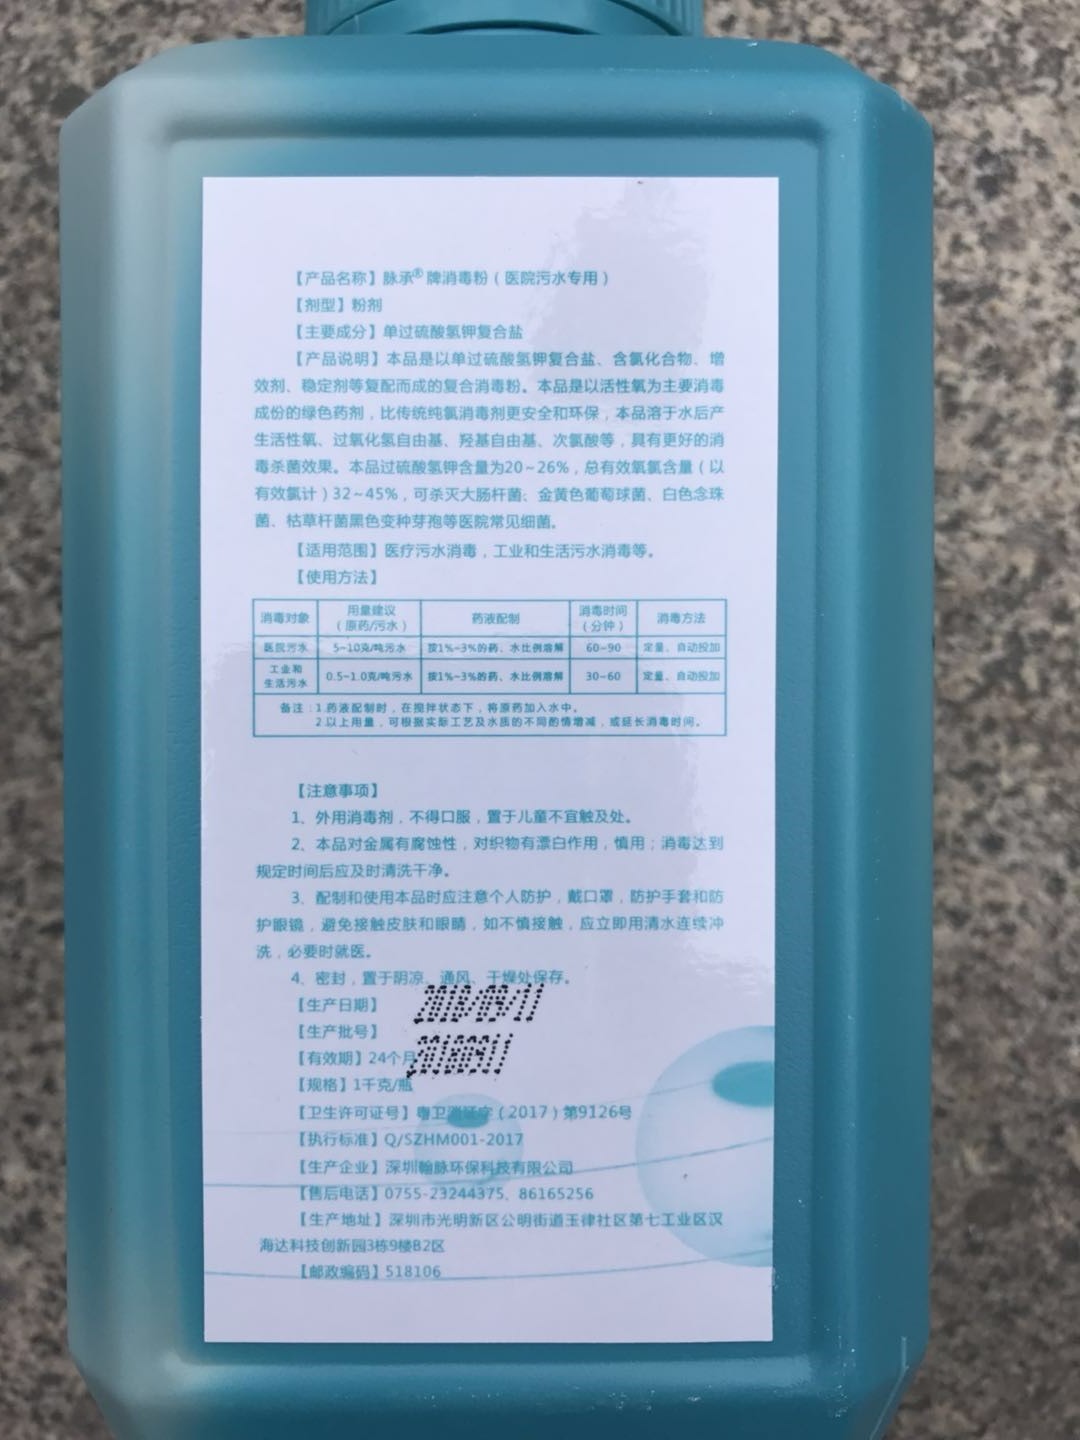 【产品名称】脉承®牌消毒粉（医院污水专用）
【剂型】粉剂
【主要成分】单过硫酸氢钾复合盐
【产品说明】本品是以单过硫酸氢钾复合盐、含氯化合物、增
效剂、稳定剂等复配而成的复合消毒粉。本品是以活性氧为主要消毒
成份的绿色药剂，比传统纯氯消毒剂更安全和环保，本品溶于水后产
生活性氧、过氧化氢自由基、羟基自由基、次氯酸等，具有更好的消
毒杀菌效果。本品过硫酸氢钾含量为20~26%，总有效氧氯含量（以
有效氯计）32~45%，可杀灭大肠杆菌、金黄色葡萄球菌、白色念珠
菌、枯草杆菌黑色变种芽孢等医院常见细菌。
【适用范围】医疗污水消毒，工业和生活污水消毒等。
【使用方法】
消毒对象 用量建议（原药/污水） 药液配制 消毒时间（分钟） 消毒方法
医院污水 5~10克/吨污水 按1%~3%的药、水比例溶解 60~90 定量、自动投加
工业和生活污水 0.5~1.0克/吨污水 按1%~3%的药、水比例溶解 30~60 定量、自动投加
备注：1.药液配制时，在搅拌状态下，将原药加入水中。
2.以上用量，可根据实际工艺及水质的不同酌情增减，或延长消毒时间。
【注意事项】
1、外用消毒剂，不得口服，置于儿童不宜触及处。
2、本品对金属有腐蚀性，对织物有漂白作用，慎用；消毒达到
规定时间后应及时清洗干净。
3、配制和使用本品时应注意个人防护，戴口罩，防护手套和防
护眼镜，避免接触皮肤和眼睛，如不慎接触，应立即用清水连续冲
洗，必要时就医。
4、密封，置于阴凉、通风、干燥处保存。
【生产日期】 2018/09/11
【生产批号】
【有效期】24个月 20180911
【规格】1千克/瓶
【卫生许可证号】粤卫消证字（2017）第9126号
【执行标准】Q/SZHM001-2017
【生产企业】深圳翰脉环保科技有限公司
【售后电话】0755-23244375、86165256
【生产地址】深圳市光明新区公明街道玉律社区第七工业区汉
海达科技创新园3栋9楼B2区
【邮政编码】518106